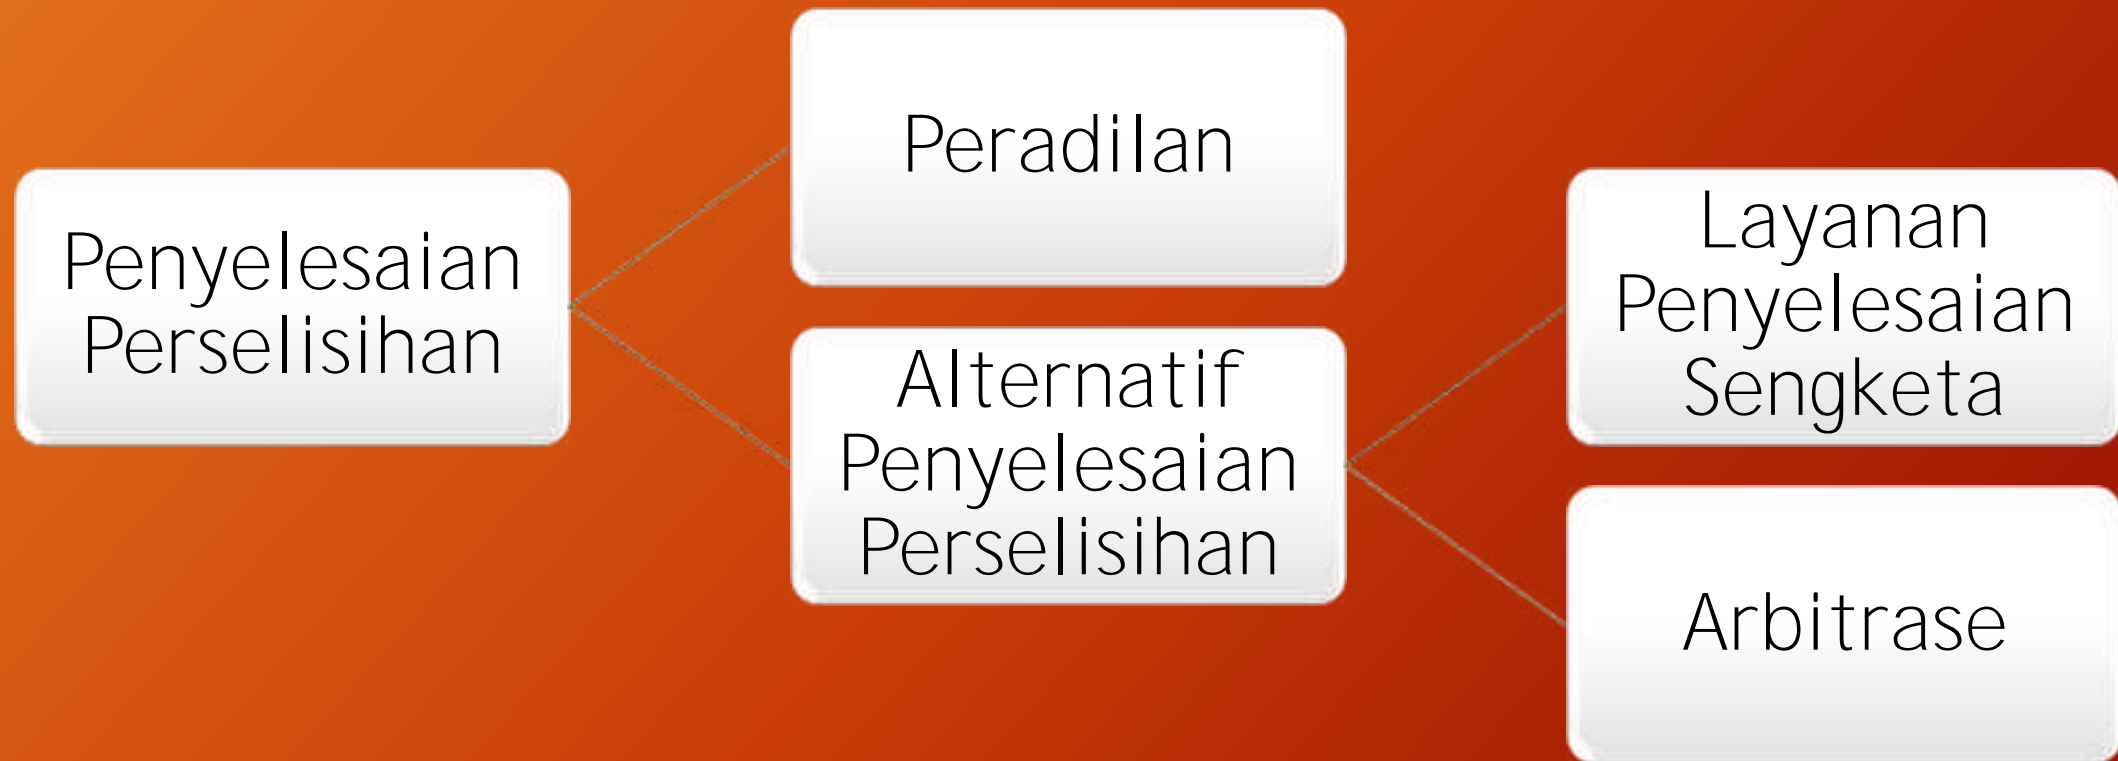 Penyelesaian
Perselisihan
Peradilan
Alternatif
Penyelesaian
Perselisihan
Layanan
Penyelesaian
Sengketa
Arbitrase